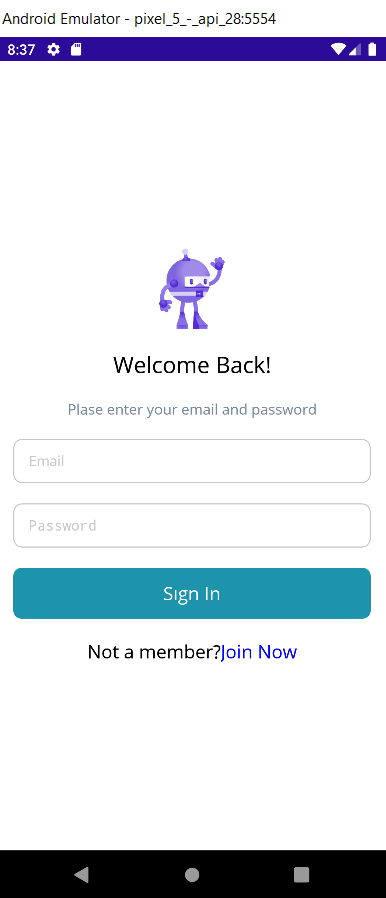 Android Emulator - pixel_5_-_api_28:5554
8:37
Welcome Back!
Plase enter your email and password
Email
Password
Sign In
Not a member?Join Now